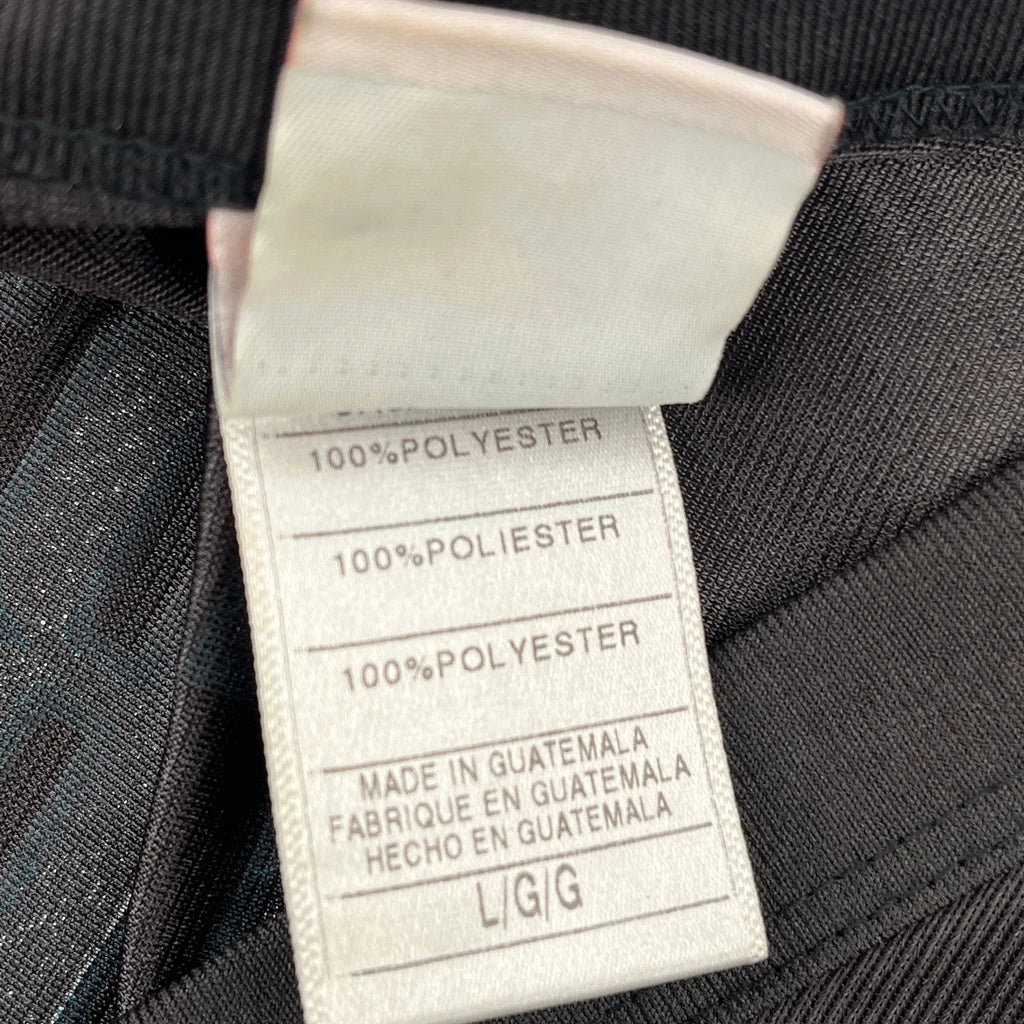 100%POLYESTER
100%POLIESTER
100%POLYESTER
MADE IN GUATEMALA
FABRIQUE EN GUATEMALA
HECHO EN GUATEMALA
L/G/G